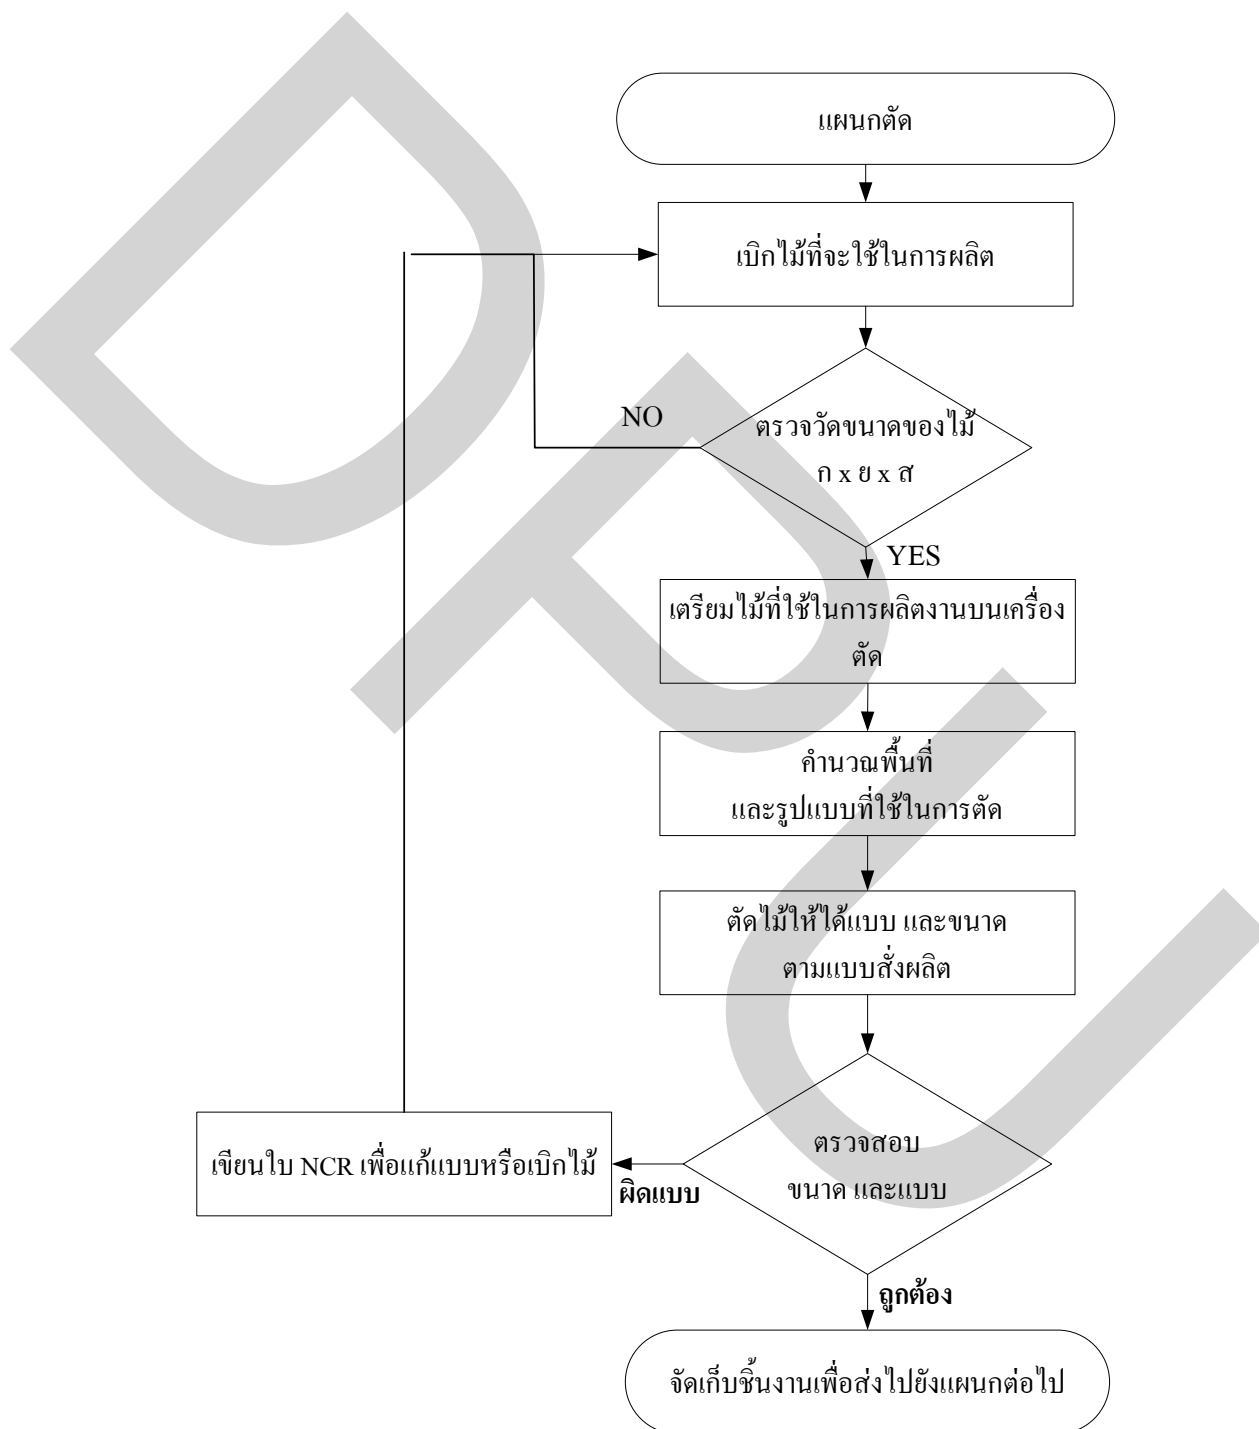 แผนกตัด
เบิกไม้ที่จะใช้ในการผลิต
NO
ตรวจวัดขนาดของไม้
ก x ย x ส
YES
เตรียมไม้ที่ใช้ในการผลิตงานบนเครื่อง
ตัด
คำนวณพื้นที่
และรูปแบบที่ใช้ในการตัด
ตัดไม้ให้ได้แบบ และขนาด
ตามแบบสั่งผลิต
ตรวจสอบ
ขนาด และแบบ
เขียนใบ NCR เพื่อแก้แบบหรือเบิกไม้
ผิดแบบ
ถูกต้อง
จัดเก็บชิ้นงานเพื่อส่งไปยังแผนกต่อไป
DPU